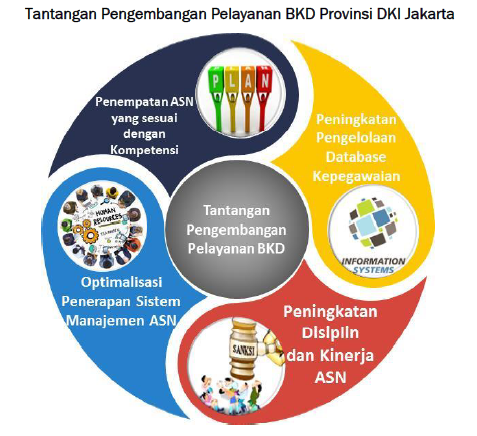 Tantangan Pengembangan Pelayanan BKD Provinsi DKI Jakarta
Penempatan ASN
yang sesuai
dengan
Kompetensi
PLAN
Peningkatan
Pengelolaan
Database
Kepegawaian
INFORMATION
SYSTEMS
Tantangan
Pengembangan
Pelayanan BKD
HUMAN
RESOURCES
Optimalisasi
Penerapan Sistem
Manajemen ASN
Peningkatan
Disiplin
dan Kinerja
ASN
SANKSI